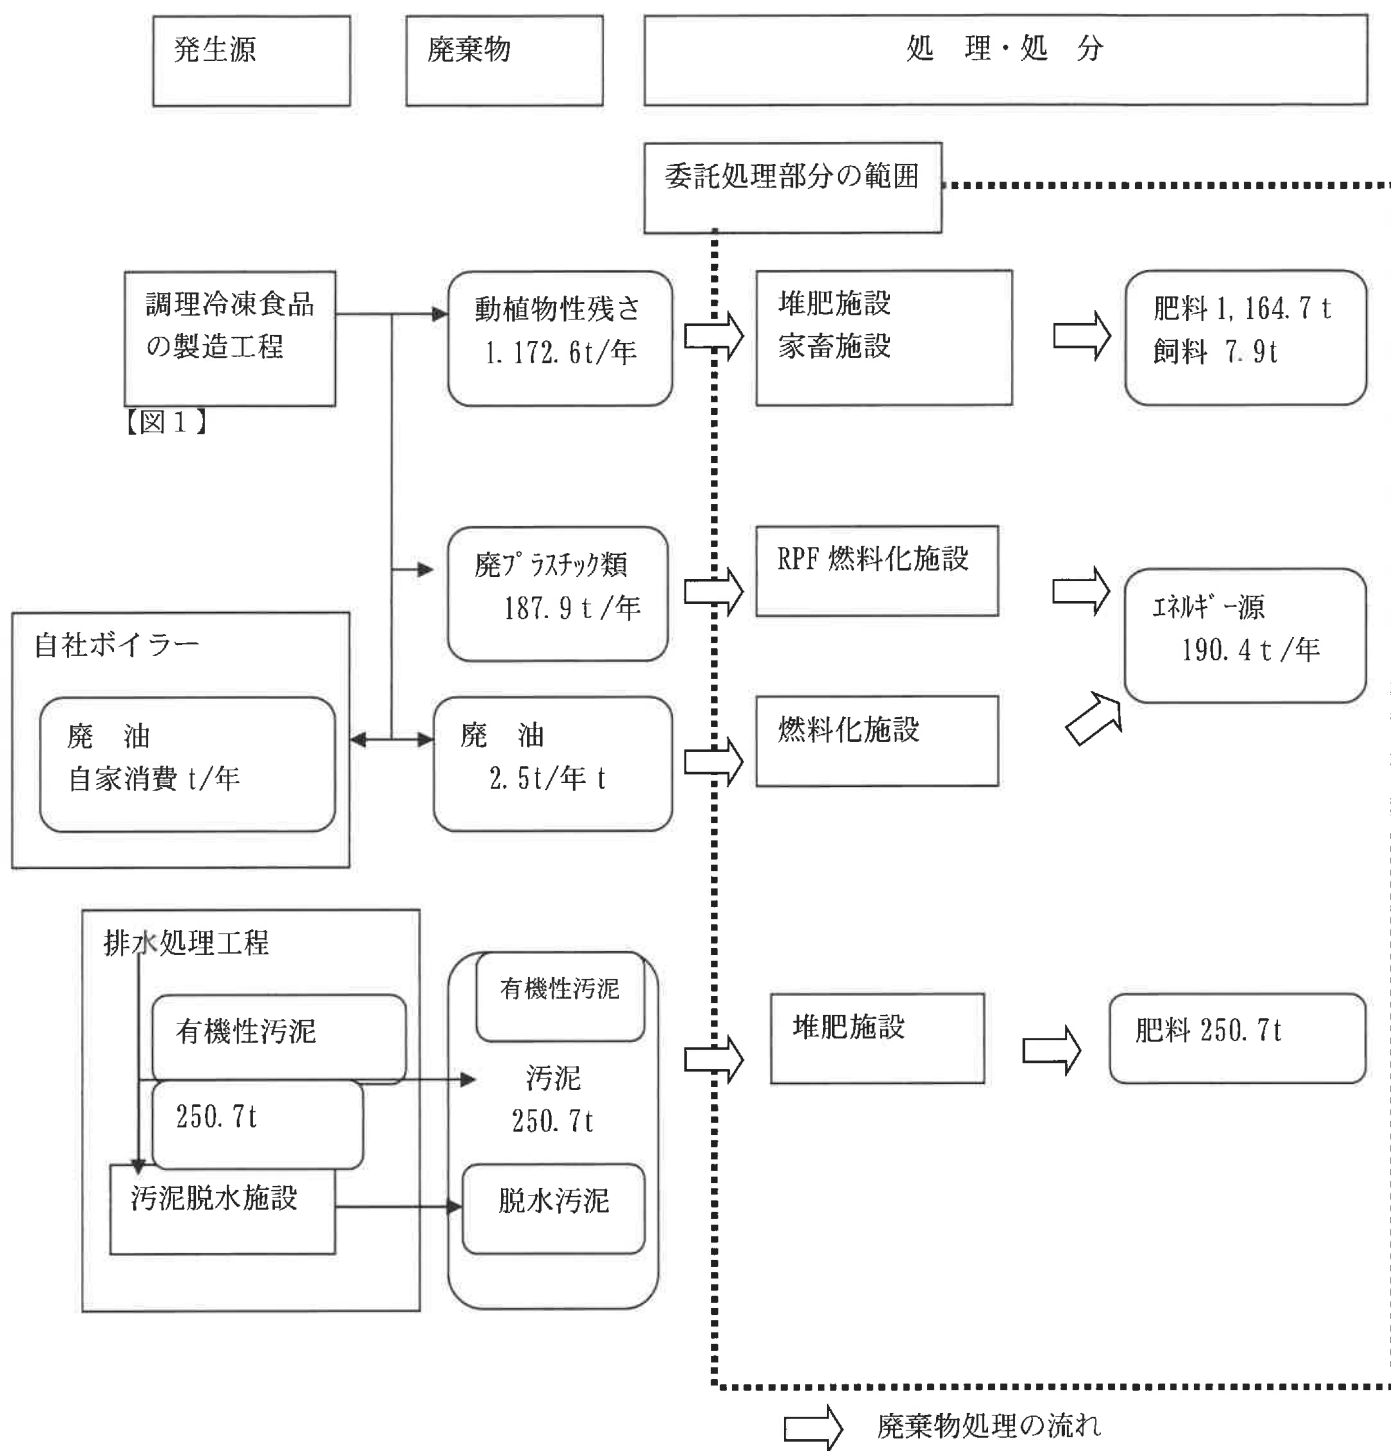 発生源
廃棄物
処　理・処　分
委託処理部分の範囲
調理冷凍食品
の製造工程
【図１】
動植物性残さ
1.172.6t/年
堆肥施設
家畜施設
肥料 1,164.7ｔ
飼料 7.9t
廃ﾌﾟﾗｽﾁｯｸ類
187.9ｔ/年
RPF 燃料化施設
ｴﾈﾙｷﾞｰ源
190.4ｔ/年
自社ボイラー
廃　油
自家消費 t/年
廃　油
2.5t/年 t
燃料化施設
排水処理工程
有機性汚泥
250.7t
汚泥脱水施設
有機性汚泥
汚泥
250.7t
脱水汚泥
堆肥施設
肥料 250.7t
廃棄物処理の流れ